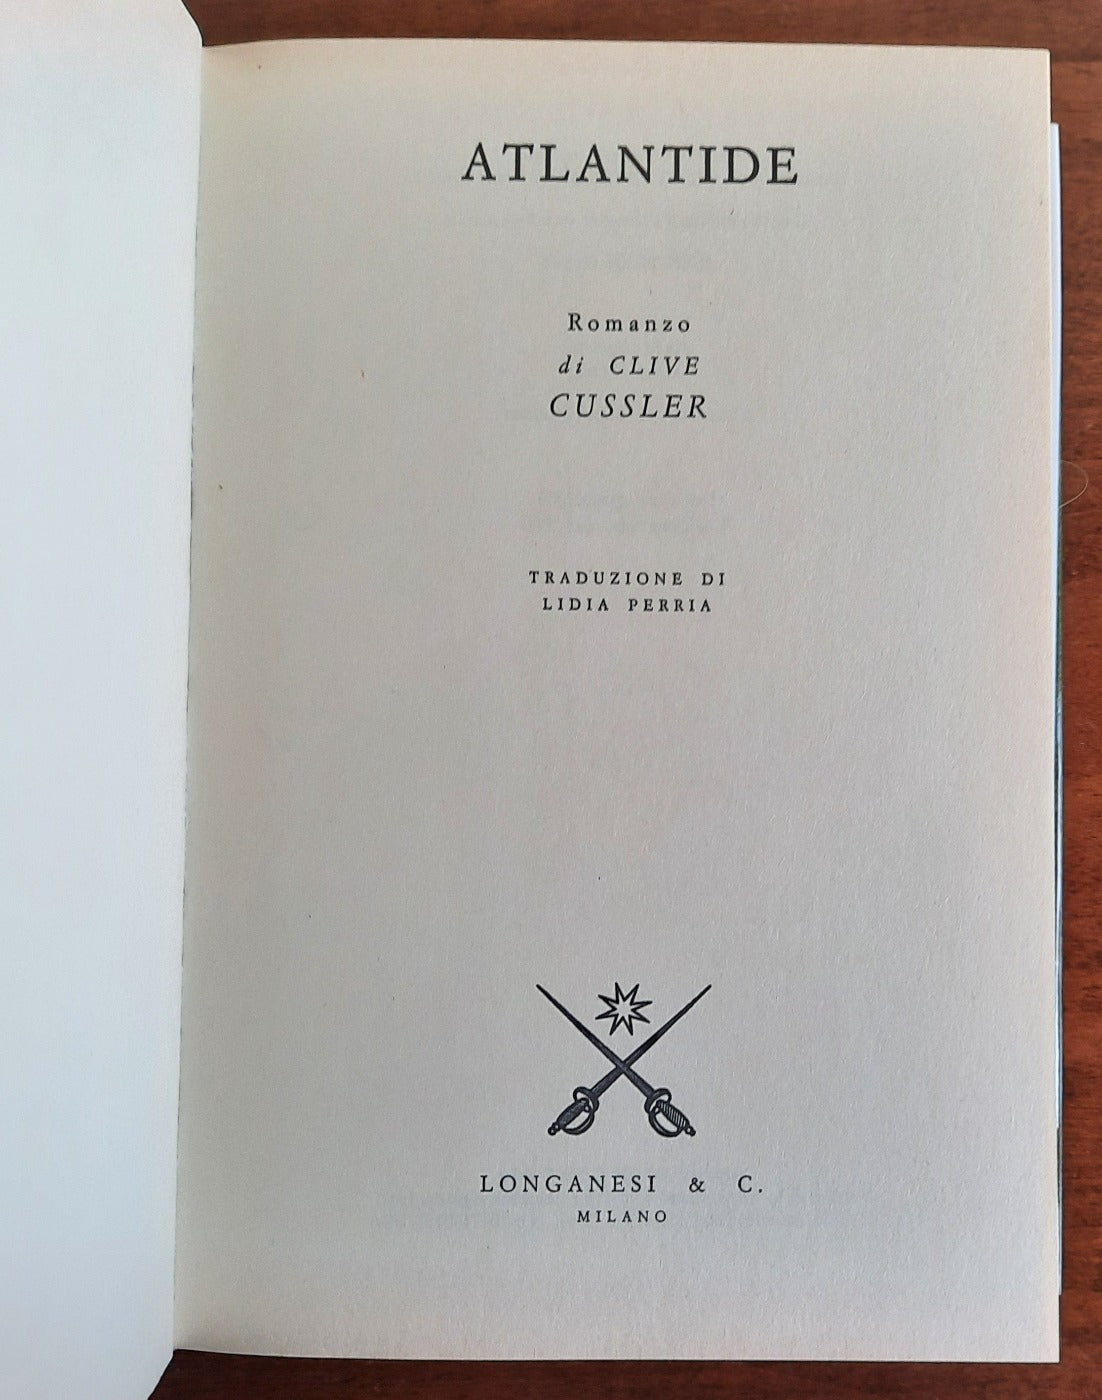 ATLANTIDE
Romanzo
di CLIVE
CUSSLER
TRADUZIONE DI
LIDIA PERRIA
LONGANESI & C.
MILANO